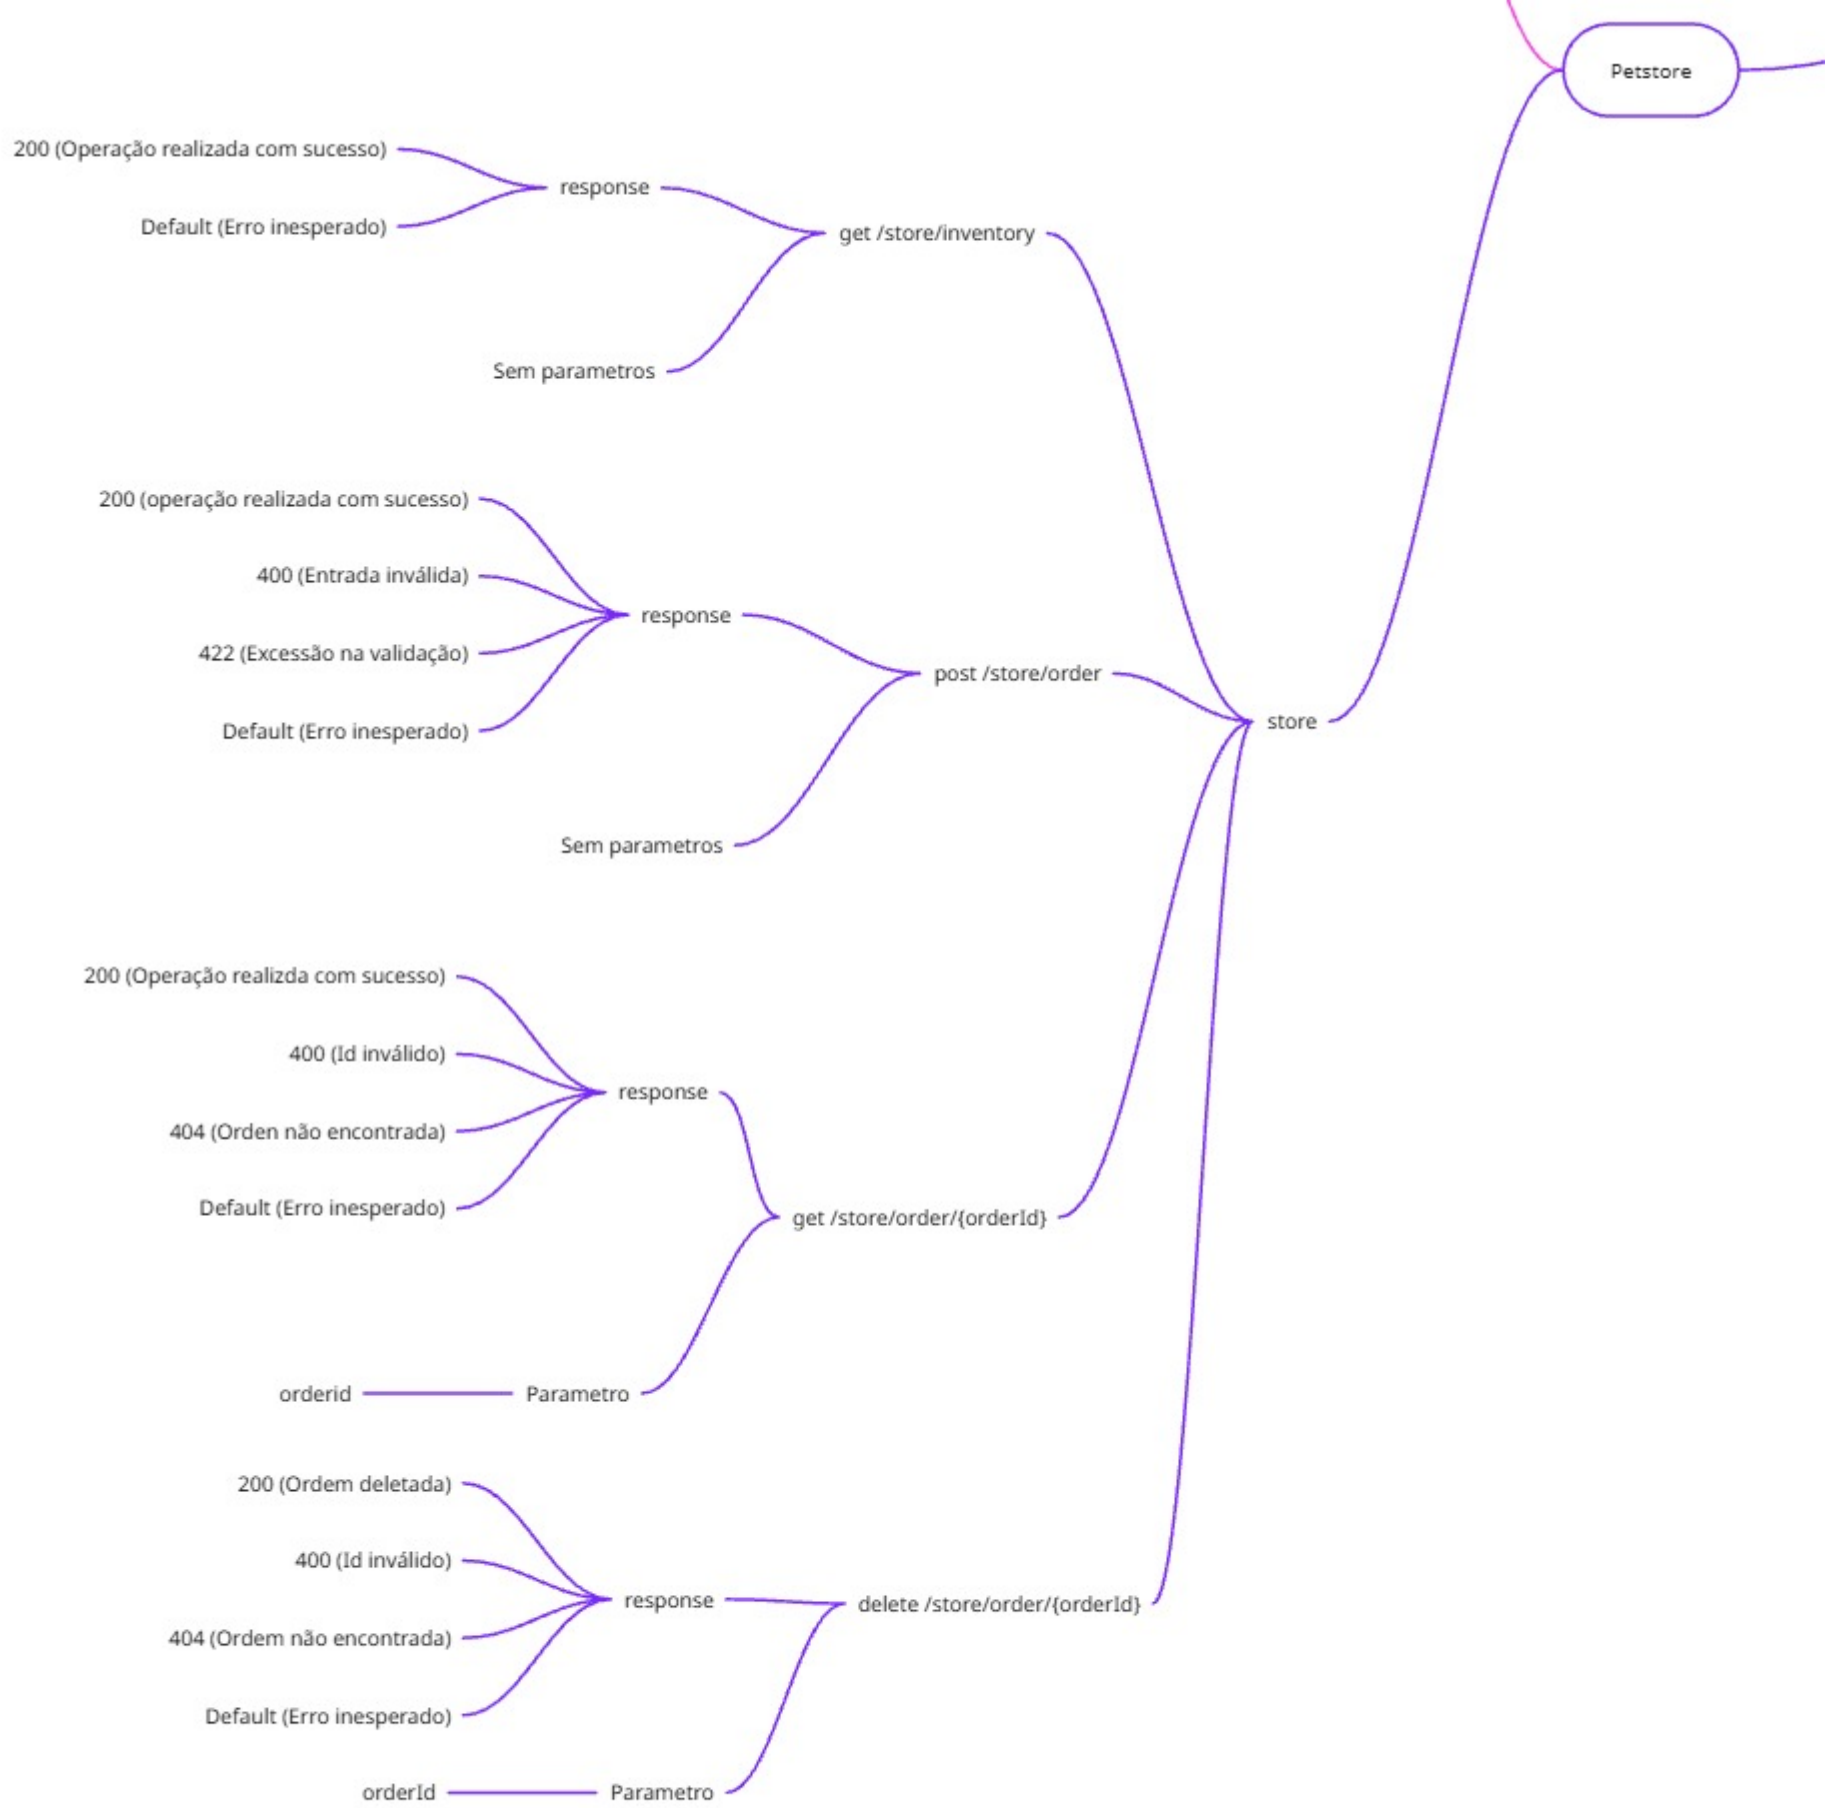 Petstore
200 (Operação realizada com sucesso)
response
Default (Erro inesperado)
get /store/inventory
Sem parametros
200 (operação realizada com sucesso)
400 (Entrada inválida)
response
422 (Excessão na validação)
post /store/order
store
Default (Erro inesperado)
Sem parametros
200 (Operação realizda com sucesso)
400 (Id inválido)
response
404 (Orden não encontrada)
Default (Erro inesperado)
get /store/order/{orderId}
orderid
Parametro
200 (Ordem deletada)
400 (Id inválido)
response
delete /store/order/{orderId}
404 (Ordem não encontrada)
Default (Erro inesperado)
orderId
Parametro